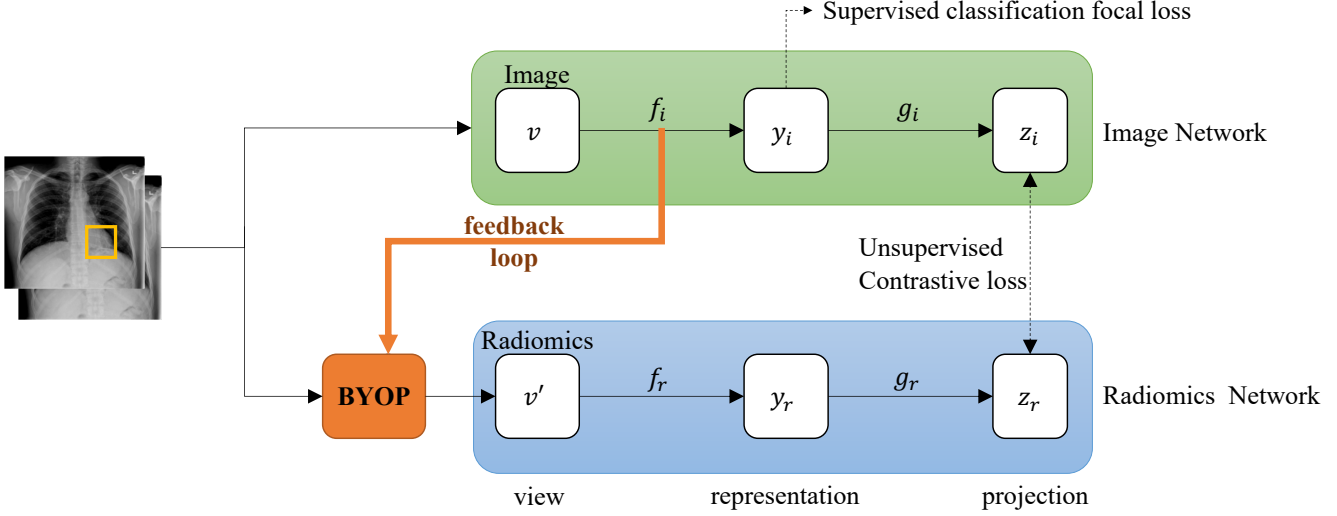 Supervised classification focal loss
Image
v
f_i
y_i
g_i
z_i
Image Network
feedback
loop
Unsupervised
Contrastive loss
Radiomics
BYOP
v'
f_r
y_r
g_r
z_r
Radiomics Network
view
representation
projection